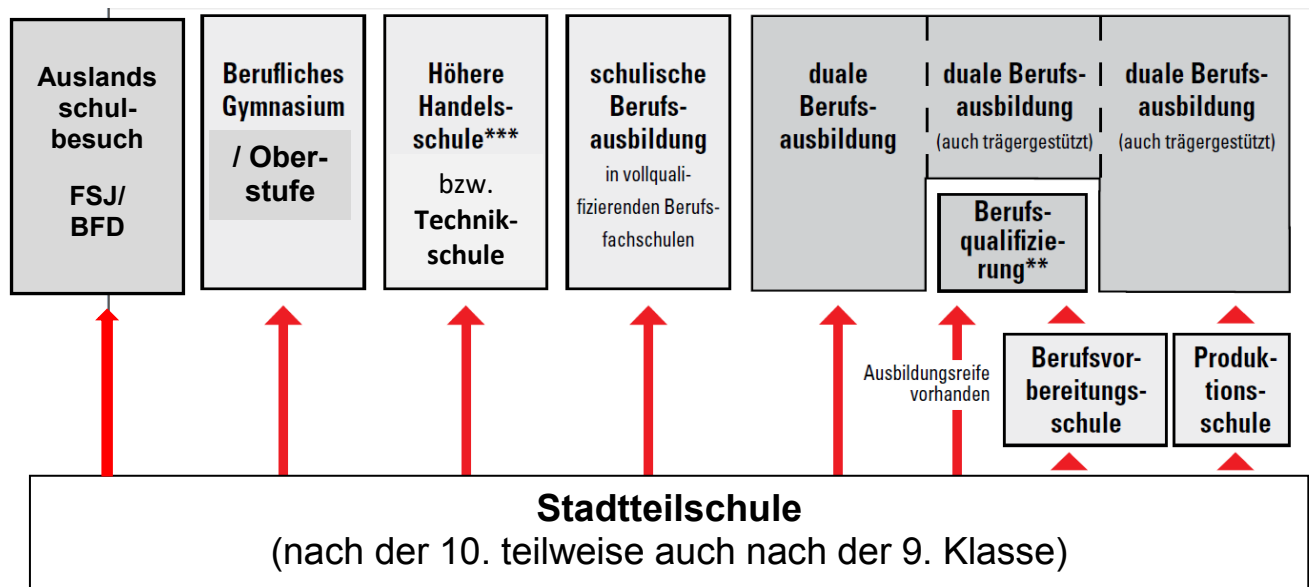 Auslands
schul-
besuch
FSJ/
BFD
Berufliches
Gymnasium
/ Ober-
stufe
Höhere
Handels-
schule***
bzw.
Technik-
schule
schulische
Berufs-
ausbildung
in vollquali-
fizierenden Berufs-
fachschulen
duale
Berufs-
ausbildung
duale Berufs-
ausbildung
(auch trägergestützt)
Berufs-
qualifizie-
rung**
duale Berufs-
ausbildung
(auch trägergestützt)
Ausbildungsreife
vorhanden
Berufsvor-
bereitungs-
schule
Produk-
tions-
schule
Stadtteilschule
(nach der 10. teilweise auch nach der 9. Klasse)